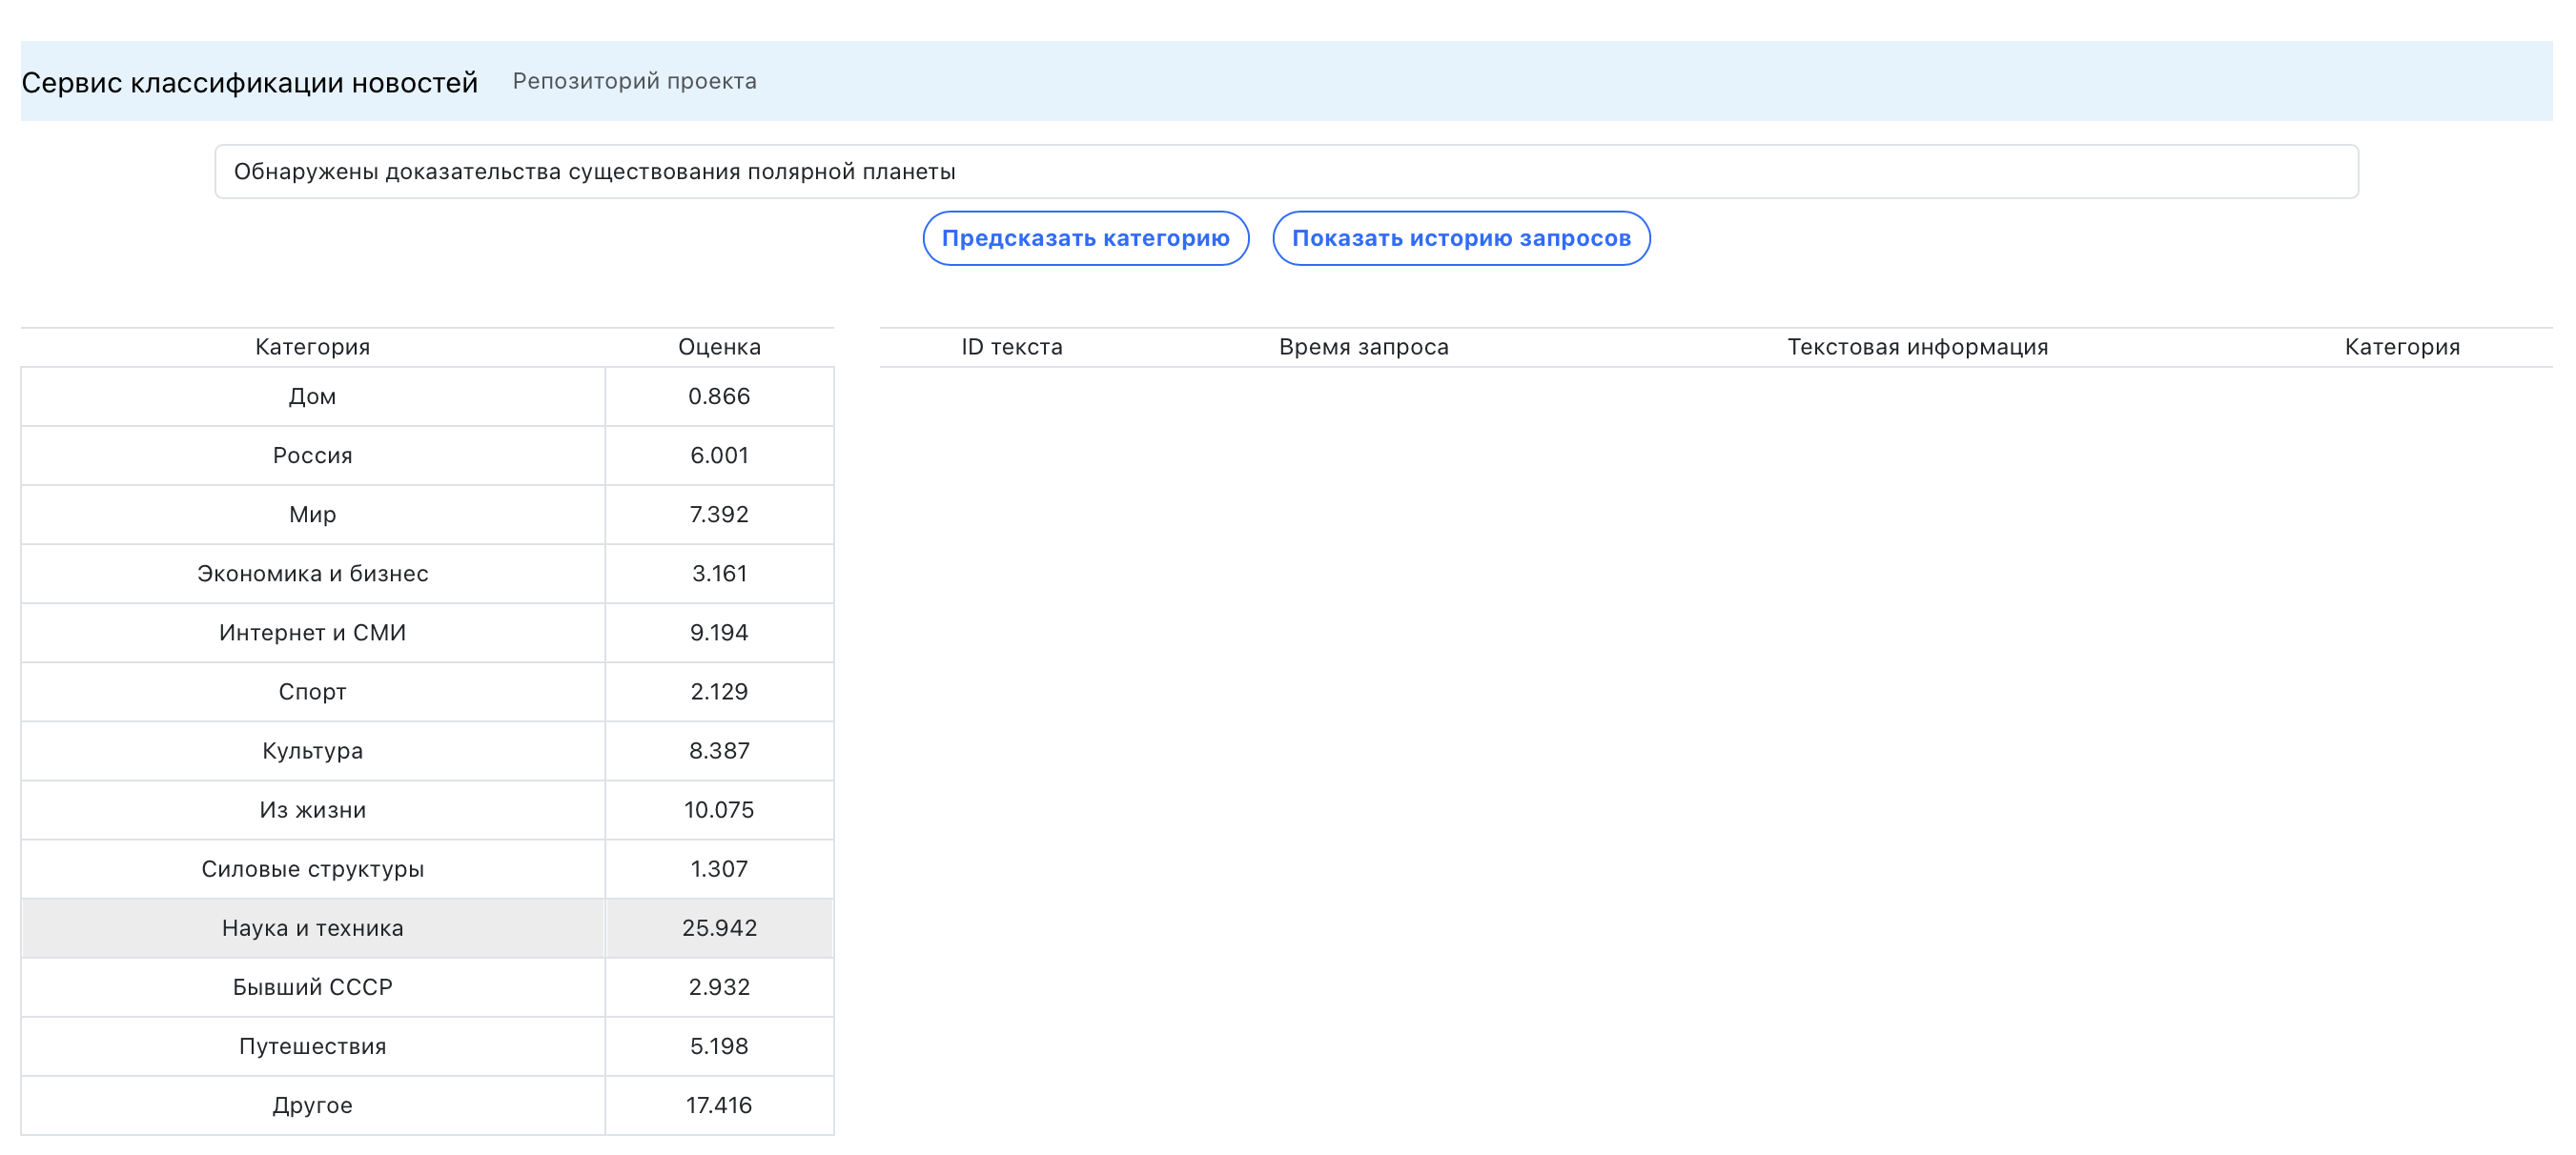 Сервис классификации новостей Репозиторий проекта
Обнаружены доказательства существования полярной планеты
Предсказать категорию Показать историю запросов
Категория Оценка
Дом 0.866
Россия 6.001
Мир 7.392
Экономика и бизнес 3.161
Интернет и СМИ 9.194
Спорт 2.129
Культура 8.387
Из жизни 10.075
Силовые структуры 1.307
Наука и техника 25.942
Бывший СССР 2.932
Путешествия 5.198
Другое 17.416
ID текста Время запроса Текстовая информация Категория